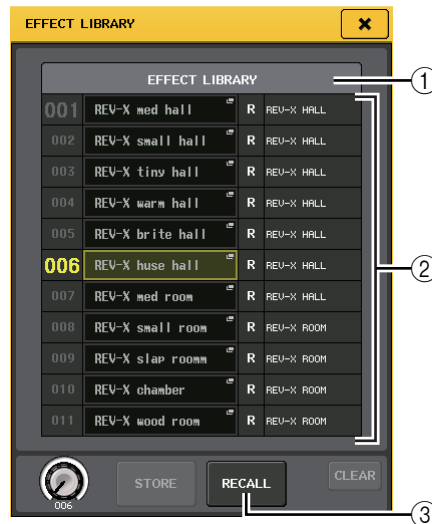 EFFECT LIBRARY
EFFECT LIBRARY
001 REV-X med hall R REV-X HALL
002 REV-X small hall R REV-X HALL
003 REV-X tiny hall R REV-X HALL
004 REV-X warm hall R REV-X HALL
005 REV-X brite hall R REV-X HALL
006 REV-X huse hall R REV-X HALL
007 REV-X med room R REV-X HALL
008 REV-X small room R REV-X ROOM
009 REV-X slap roomm R REV-X ROOM
010 REV-X chamber R REV-X ROOM
011 REV-X wood room R REV-X ROOM
006 STORE RECALL CLEAR
1
2
3